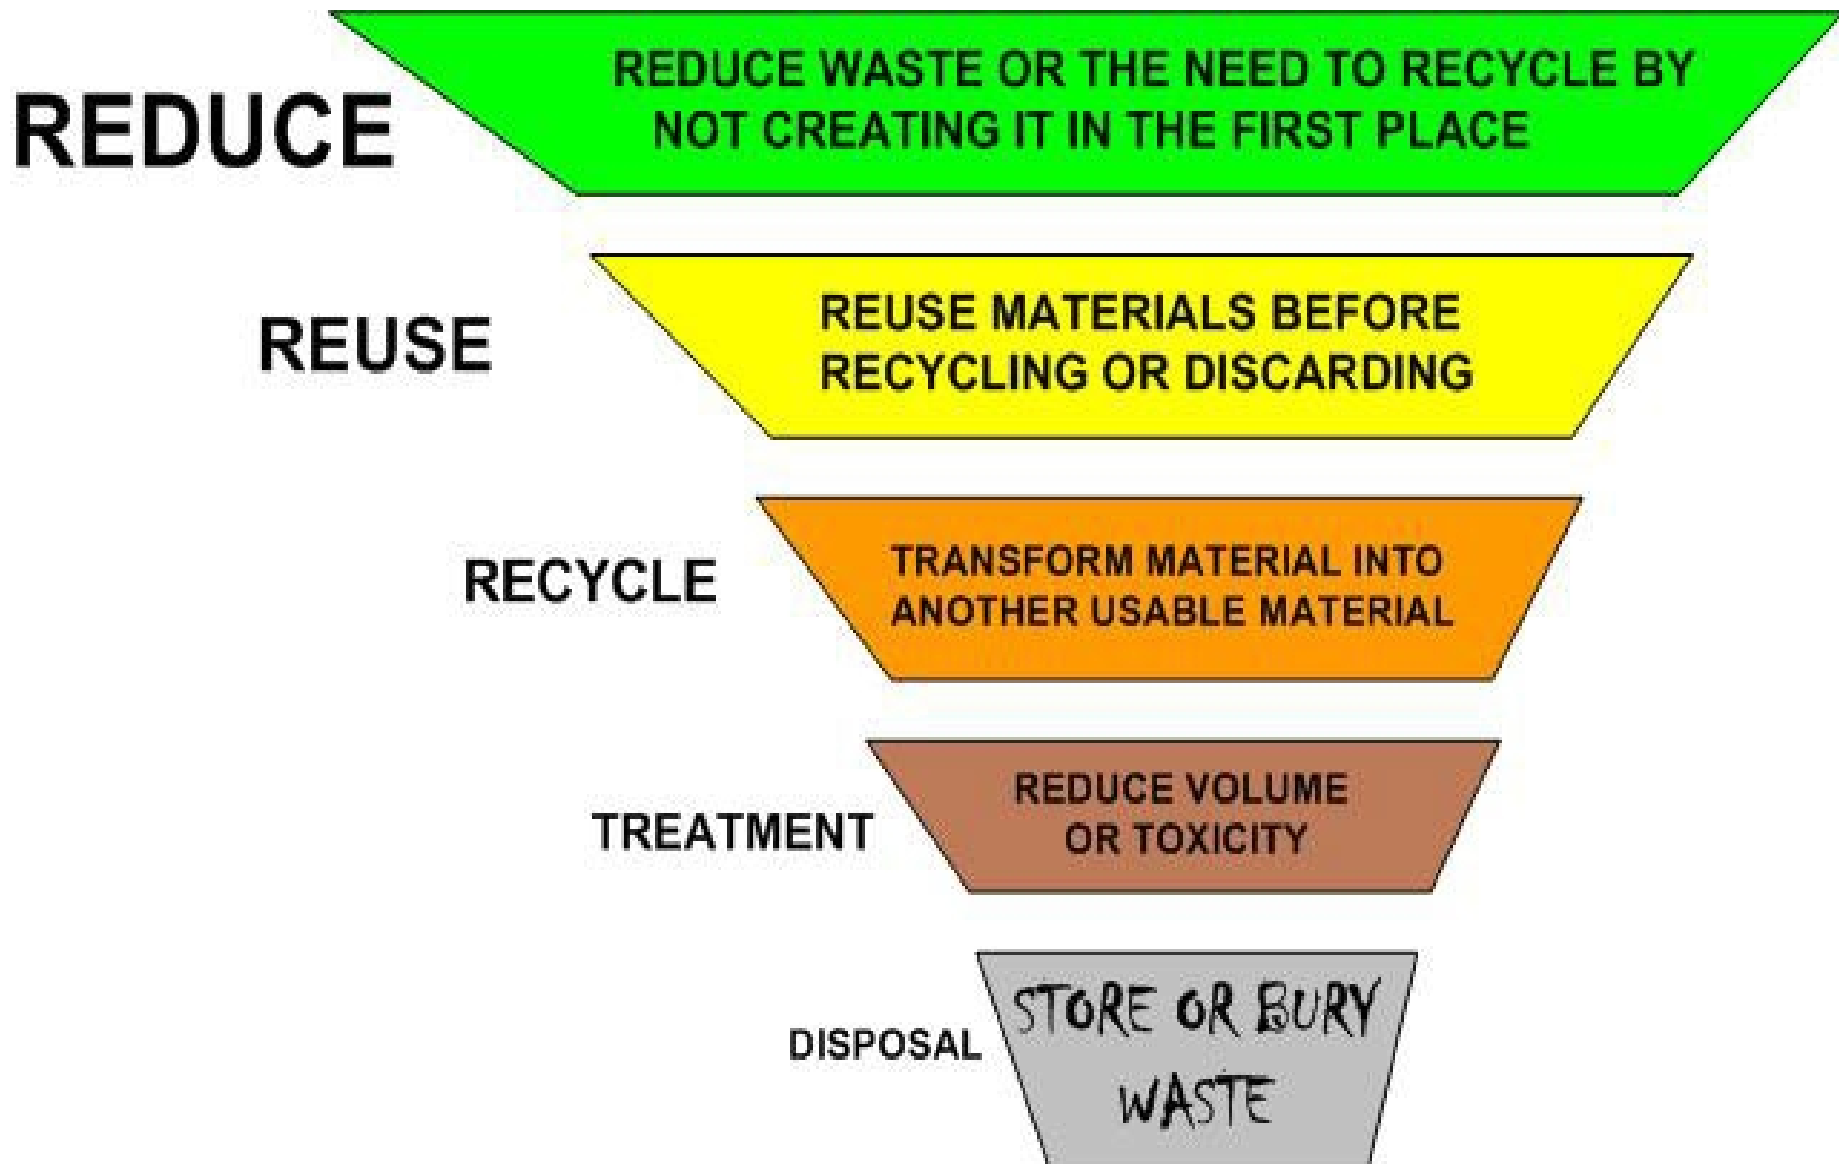 REDUCE
REDUCE WASTE OR THE NEED TO RECYCLE BY
NOT CREATING IT IN THE FIRST PLACE
REUSE
REUSE MATERIALS BEFORE
RECYCLING OR DISCARDING
RECYCLE
TRANSFORM MATERIAL INTO
ANOTHER USABLE MATERIAL
TREATMENT
REDUCE VOLUME
OR TOXICITY
DISPOSAL
STORE OR BURY
WASTE